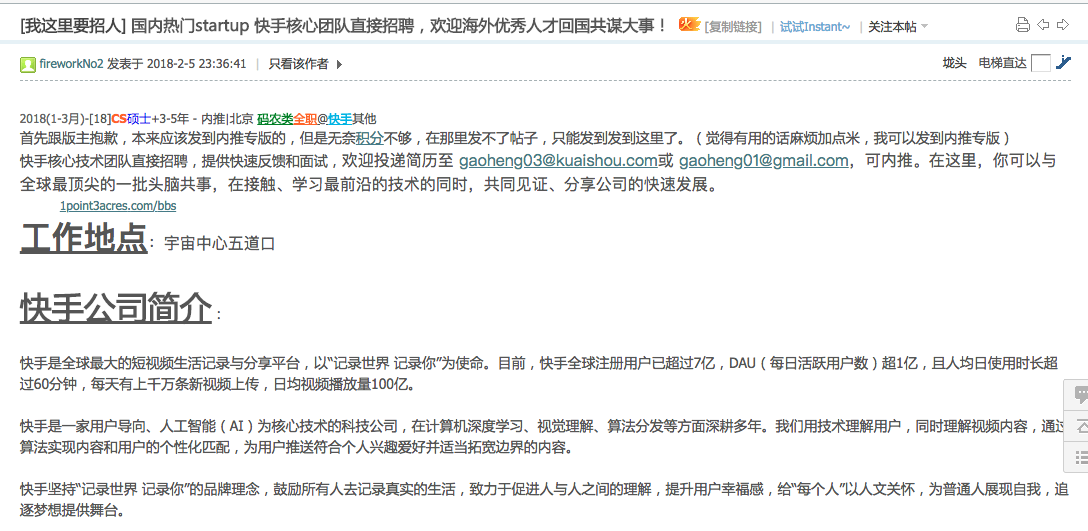 [我这里要招人] 国内热门startup 快手核心团队直接招聘，欢迎海外优秀人才回国共谋大事！ 火 [复制链接] | 试试Instant~ | 关注本帖
fireworkNo2 发表于 2018-2-5 23:36:41 | 只看该作者 垅头 电梯直达
2018(1-3月)-[18]CS硕士+3-5年 - 内推|北京 码农类全职@快手其他
首先跟版主抱歉，本来应该发到内推专版的，但是无奈积分不够，在那里发不了帖子，只能发到发到这里了。（觉得有用的话麻烦加点米，我可以发到内推专版）
快手核心技术团队直接招聘，提供快速反馈和面试，欢迎投递简历至 gaoheng03@kuaishou.com或 gaoheng01@gmail.com，可内推。在这里，你可以与
全球最顶尖的一批头脑共事，在接触、学习最前沿的技术的同时，共同见证、分享公司的快速发展。
1point3acres.com/bbs
工作地点：宇宙中心五道口
快手公司简介：
快手是全球最大的短视频生活记录与分享平台，以“记录世界 记录你”为使命。目前，快手全球注册用户已超过7亿，DAU（每日活跃用户数）超1亿，且人均日使用时长超
过60分钟，每天有上千万条新视频上传，日均视频播放量100亿。
快手是一家用户导向、人工智能（AI）为核心技术的科技公司，在计算机深度学习、视觉理解、算法分发等方面深耕多年。我们用技术理解用户，同时理解视频内容，通过
算法实现内容和用户的个性化匹配，为用户推送符合个人兴趣爱好并适当拓宽边界的内容。
快手坚持“记录世界 记录你”的品牌理念，鼓励所有人去记录真实的生活，致力于促进人与人之间的理解，提升用户幸福感，给“每个人”以人文关怀，为普通人展现自我，追
逐梦想提供舞台。